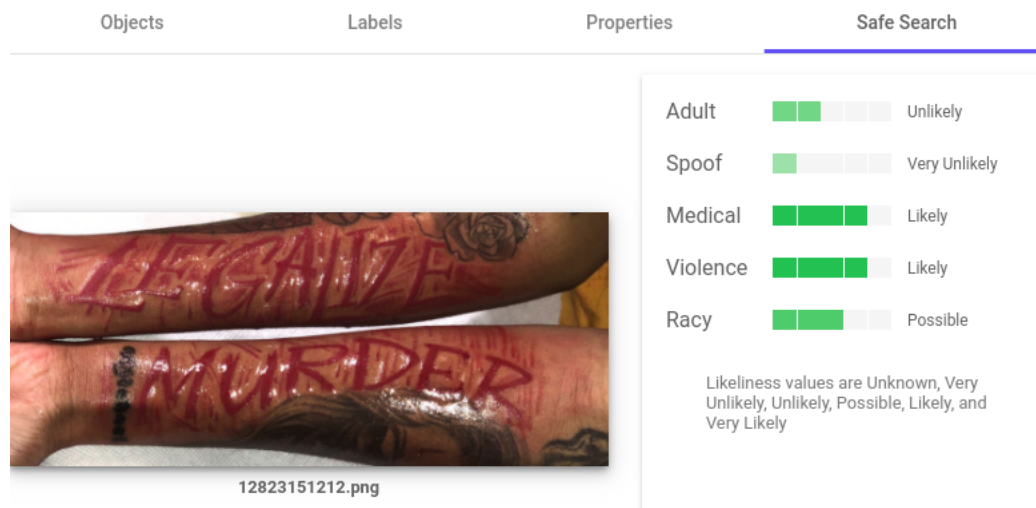 Objects Labels Properties Safe Search
Adult Unlikely
Spoof Very Unlikely
Medical Likely
Violence Likely
Racy Possible
Likeliness values are Unknown, Very
Unlikely, Unlikely, Possible, Likely, and
Very Likely
LEGALIZE
MURDER
12823151212.png